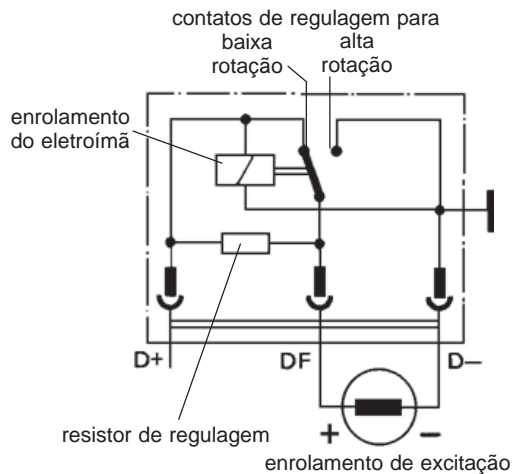 contatos de regulagem para
baixa
rotação
alta
rotação
enrolamento
do eletroímã
D+
DF
D–
+
–
resistor de regulagem
enrolamento de excitação